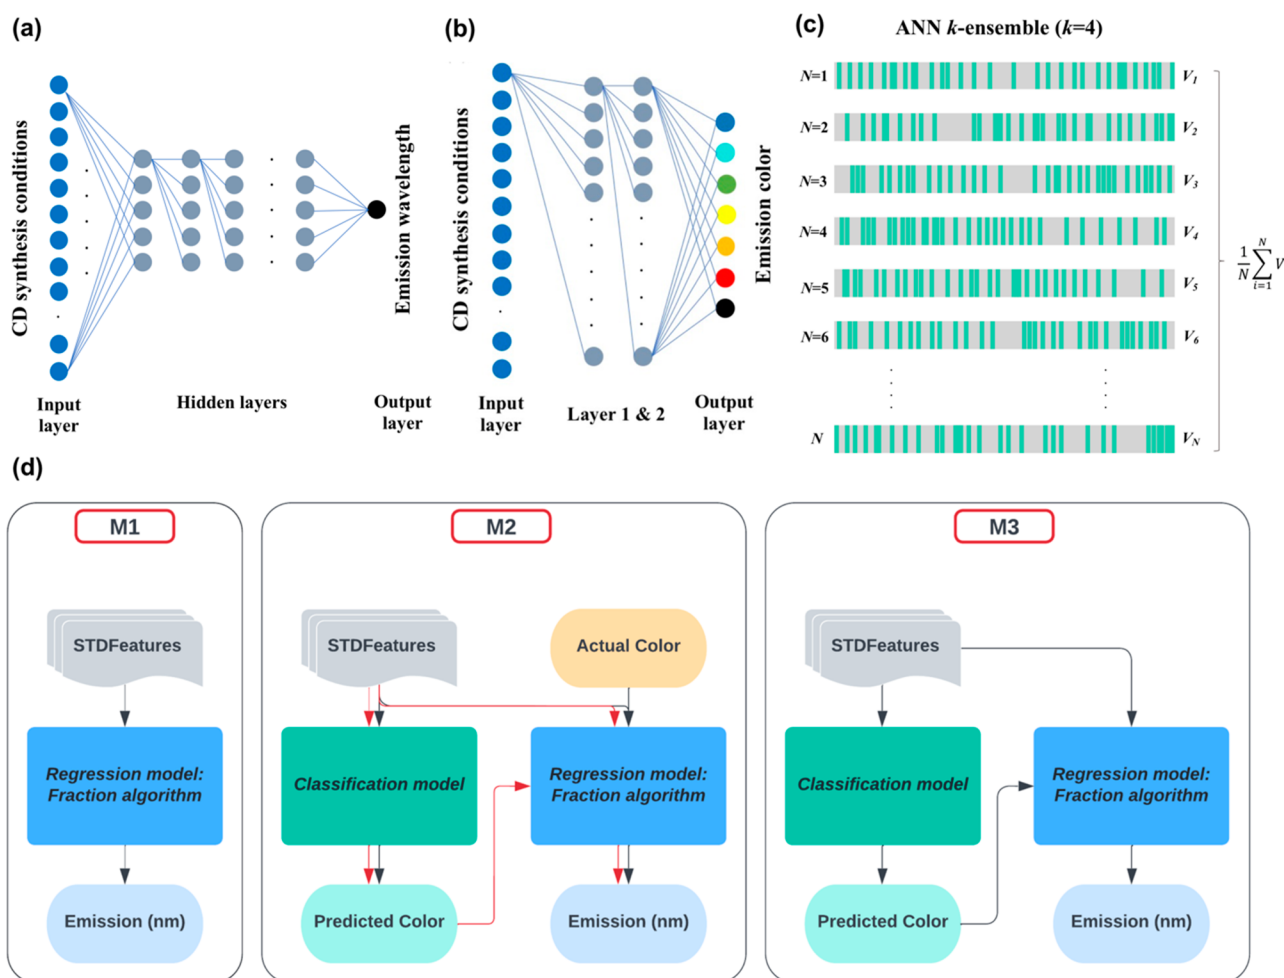 (a)
CD synthesis conditions
Emission wavelength
Input
layer
Hidden layers
Output
layer
(b)
CD synthesis conditions
Emission color
Input
layer
Layer 1 & 2
Output
layer
(c)
ANN k-ensemble (k=4)
N=1
V1
N=2
V2
N=3
V3
N=4
V4
N=5
V5
N=6
V6
N
VN
1/N ∑ i=1 N V
(d)
M1
STDFeatures
Regression model:
Fraction algorithm
Emission (nm)
M2
STDFeatures
Actual Color
Classification model
Regression model:
Fraction algorithm
Predicted Color
Emission (nm)
M3
STDFeatures
Classification model
Regression model:
Fraction algorithm
Predicted Color
Emission (nm)